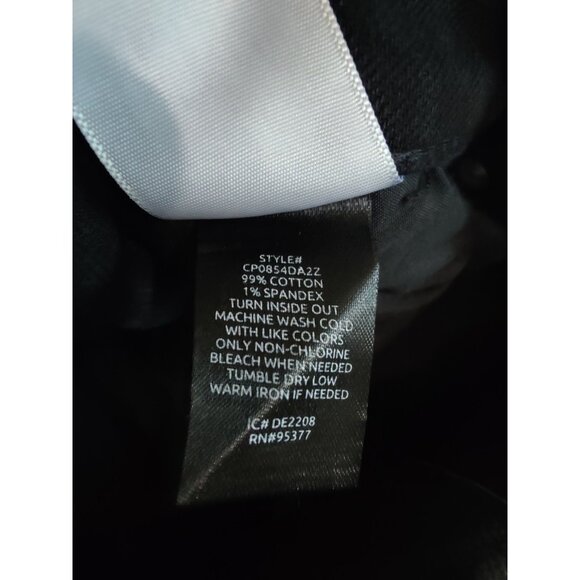 STYLE#
CP0854DA2Z
99% COTTON
1% SPANDEX
TURN INSIDE OUT
MACHINE WASH COLD
WITH LIKE COLORS
ONLY NON-CHLORINE
BLEACH WHEN NEEDED
TUMBLE DRY LOW
WARM IRON IF NEEDED
IC# DE2208
RN#95377